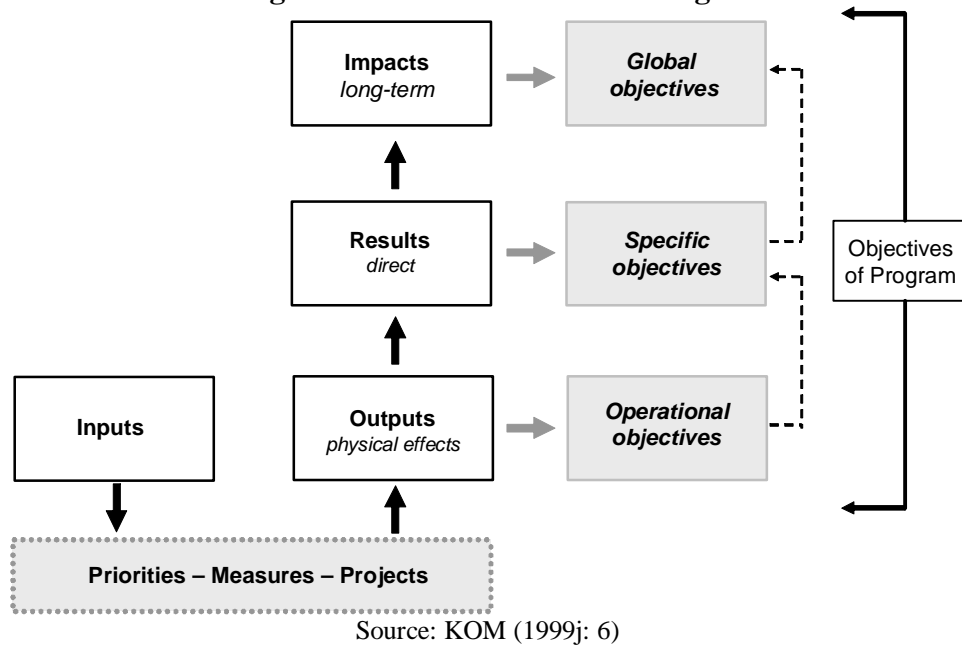 Impacts
long-term
Global
objectives
Results
direct
Specific
objectives
Objectives
of Program
Inputs
Outputs
physical effects
Operational
objectives
Priorities – Measures – Projects
Source: KOM (1999j: 6)